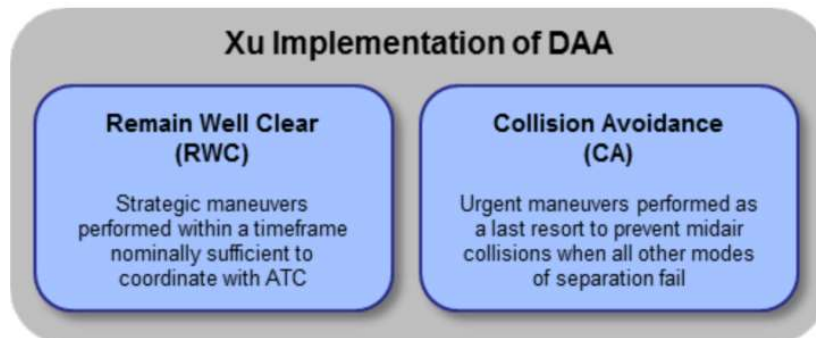 Xu Implementation of DAA
Remain Well Clear
(RWC)
Strategic maneuvers
performed within a timeframe
nominally sufficient to
coordinate with ATC
Collision Avoidance
(CA)
Urgent maneuvers performed as
a last resort to prevent midair
collisions when all other modes
of separation fail